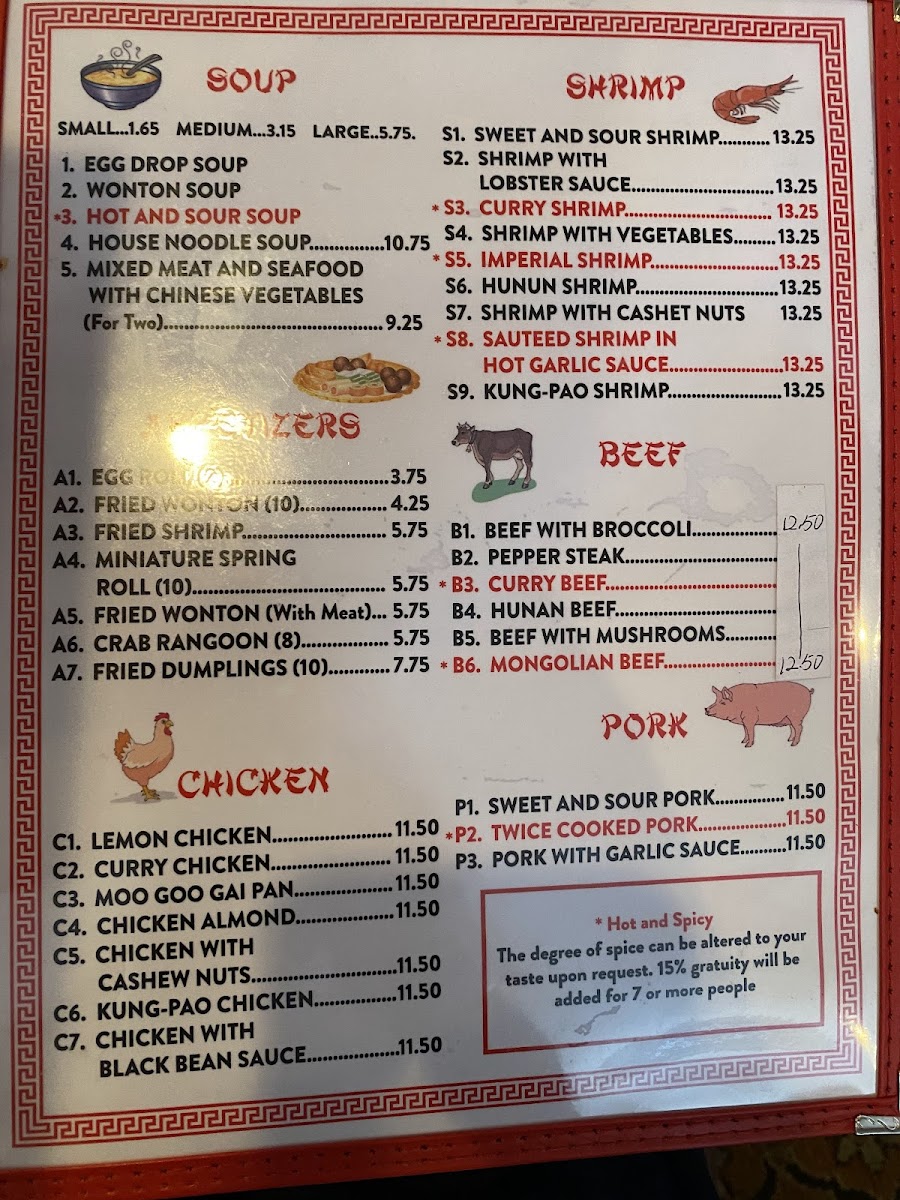 SOUP
SMALL...1.65 MEDIUM...3.15 LARGE..5.75.
1. EGG DROP SOUP
2. WONTON SOUP
*3. HOT AND SOUR SOUP
4. HOUSE NOODLE SOUP..............10.75
5. MIXED MEAT AND SEAFOOD
WITH CHINESE VEGETABLES
(For Two)..........................................9.25
A1. EGG ROLL (2)..............................3.75
A2. FRIED WONTON (10).................4.25
A3. FRIED SHRIMP........................... 5.75
A4. MINIATURE SPRING
ROLL (10).................................... 5.75
A5. FRIED WONTON (With Meat)... 5.75
A6. CRAB RANGOON (8)................5.75
A7. FRIED DUMPLINGS (10)............7.75
CHICKEN
C1. LEMON CHICKEN.......................11.50
C2. CURRY CHICKEN....................... 11.50
C3. MOO GOO GAI PAN...................11.50
C4. CHICKEN ALMOND...................11.50
C5. CHICKEN WITH
CASHEW NUTS............................11.50
C6. KUNG-PAO CHICKEN................11.50
C7. CHICKEN WITH
BLACK BEAN SAUCE..................11.50
SHRIMP
S1. SWEET AND SOUR SHRIMP...........13.25
S2. SHRIMP WITH
LOBSTER SAUCE............................13.25
* S3. CURRY SHRIMP............................ 13.25
S4. SHRIMP WITH VEGETABLES.........13.25
* S5. IMPERIAL SHRIMP.........................13.25
S6. HUNUN SHRIMP............................13.25
S7. SHRIMP WITH CASHET NUTS 13.25
* S8. SAUTEED SHRIMP IN
HOT GARLIC SAUCE.......................13.25
S9. KUNG-PAO SHRIMP.......................13.25
BEEF
B1. BEEF WITH BROCCOLI................. 12.50
B2. PEPPER STEAK..............................
* B3. CURRY BEEF.................................
B4. HUNAN BEEF................................
B5. BEEF WITH MUSHROOMS..........
* B6. MONGOLIAN BEEF...................... 12.50
PORK
P1. SWEET AND SOUR PORK..............11.50
*P2. TWICE COOKED PORK.................11.50
P3. PORK WITH GARLIC SAUCE.........11.50
* Hot and Spicy
The degree of spice can be altered to your
taste upon request. 15% gratuity will be
added for 7 or more people